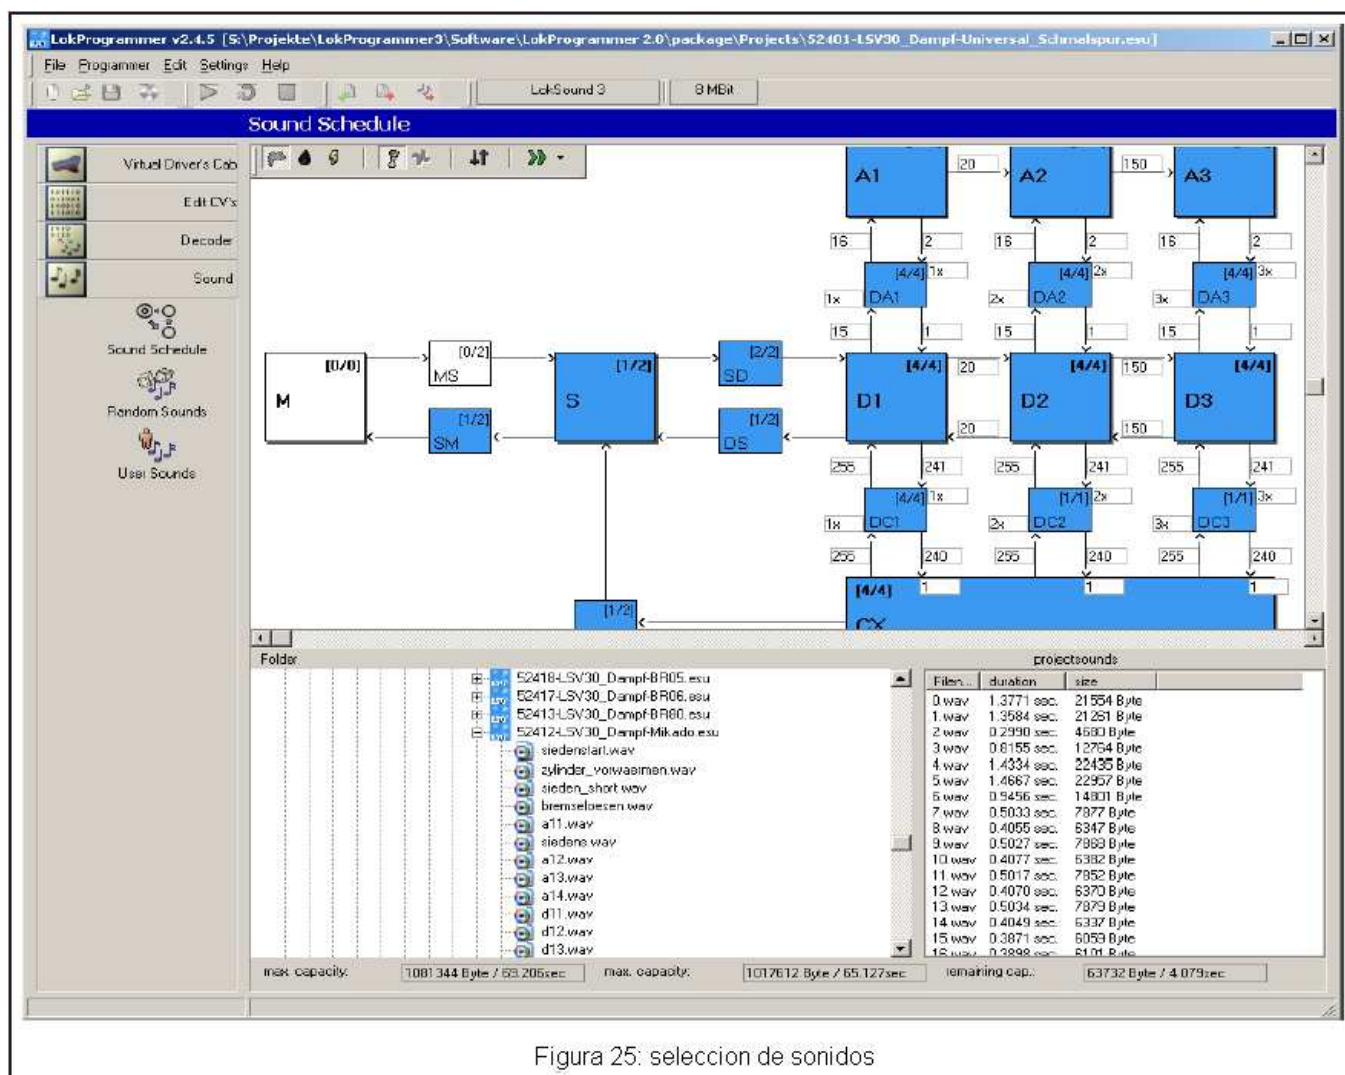 LokProgrammer v2.4.5 [S:\Projekte\LokProgrammer3\Software\LokProgrammer 2.0\package\Projects\52401-LSV30_Dampf-Universal_Schmalspur.esu]
File Programmer Edit Settings Help
LokSound 3 8 MBit
Sound Schedule
Virtual Driver's Cab
Edit CV's
Decoder
Sound
Sound Schedule
Random Sounds
User Sounds
A1 20 A2 150 A3
16 2 16 2 16 2
[4/4] 1x [4/4] 2x [4/4] 3x
1x DA1 2x DA2 3x DA3
15 1 15 1 15 1
[0/0] [0/2] [1/2] [2/2] [4/4] 20 [4/4] 150 [4/4]
MS SD
M S D1 D2 D3
[1/2] [1/2] 20 150
SM DS
255 241 255 241 255 241
[4/4] 1x [1/1] 2x [1/1] 3x
1x DC1 2x DC2 3x DC3
255 240 255 240 255 240
[4/4] 1 1 1
[1/2] CX
Folder
52418-LSV30_Dampf-BR05.esu
52417-LSV30_Dampf-BR06.esu
52413-LSV30_Dampf-BR80.esu
52412-LSV30_Dampf-Mikado.esu
siedenstart.wav
zylinder_vorwaermen.wav
sieden_short.wav
bremseloesen.wav
a11.wav
siedens.wav
a12.wav
a13.wav
a14.wav
d11.wav
d12.wav
d13.wav
projectsounds
Filen... duration size
0.wav 1.3771 sec. 21554 Byte
1.wav 1.3584 sec. 21261 Byte
2.wav 0.2990 sec. 4680 Byte
3.wav 0.8155 sec. 12764 Byte
4.wav 1.4334 sec. 22435 Byte
5.wav 1.4667 sec. 22957 Byte
6.wav 0.9456 sec. 14801 Byte
7.wav 0.5033 sec. 7877 Byte
8.wav 0.4055 sec. 6347 Byte
9.wav 0.5027 sec. 7868 Byte
10.wav 0.4077 sec. 6382 Byte
11.wav 0.5017 sec. 7852 Byte
12.wav 0.4070 sec. 6370 Byte
13.wav 0.5034 sec. 7879 Byte
14.wav 0.4049 sec. 6337 Byte
15.wav 0.3871 sec. 6059 Byte
16.wav 0.3898 sec. 6101 Byte
max. capacity: 1081344 Byte / 69.206sec max. capacity: 1017612 Byte / 65.127sec remaining cap.: 63732 Byte / 4.079sec
Figura 25: seleccion de sonidos